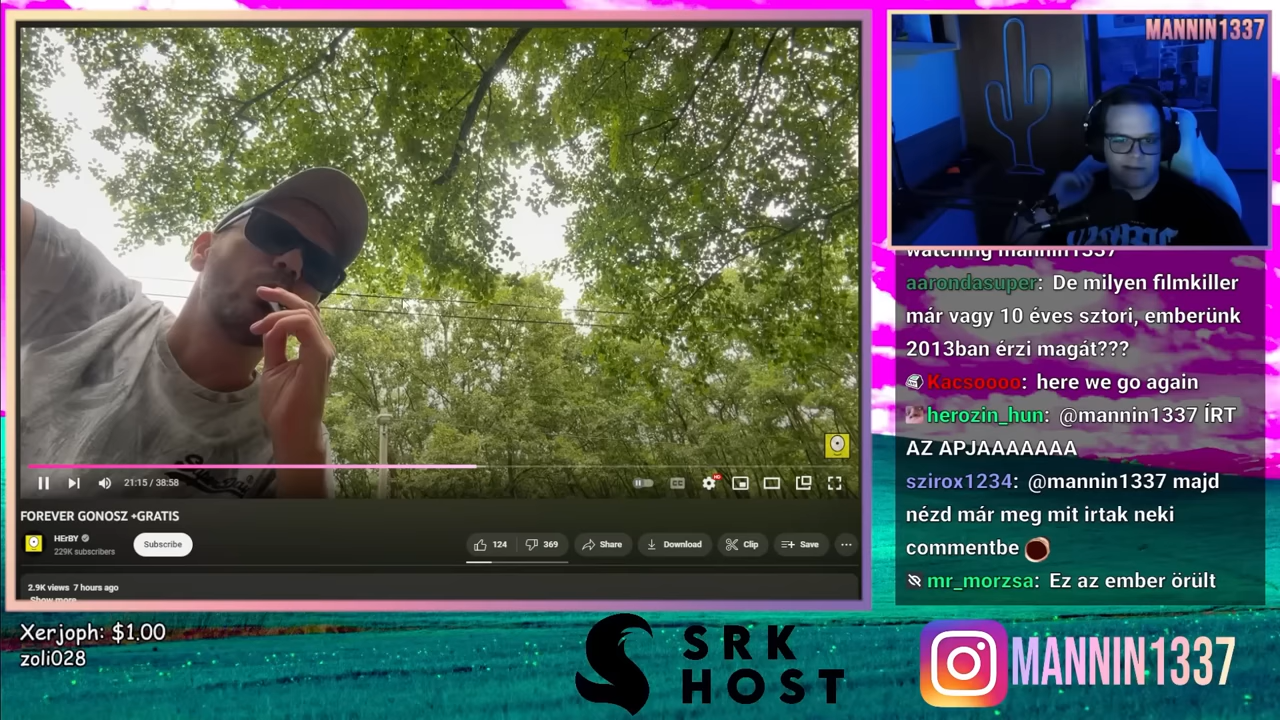 MANNIN1337
watching mannin1337
aarondasuper: De milyen filmkiller
már vagy 10 éves sztori, emberünk
2013ban érzi magát???
Kacsoooo: here we go again
herozin_hun: @mannin1337 ÍRT
AZ APJAAAAAAA
szirox1234: @mannin1337 majd
nézd már meg mit irtak neki
commentbe
mr_morzsa: Ez az ember örült
21:15 / 38:58
HD
CC
FOREVER GONOSZ +GRATIS
HErBY
229K subscribers
Subscribe
124
369
Share
Download
Clip
Save
2.9K views 7 hours ago
Show more
Xerjoph: $1.00
zoli028
SRK
HOST
MANNIN1337